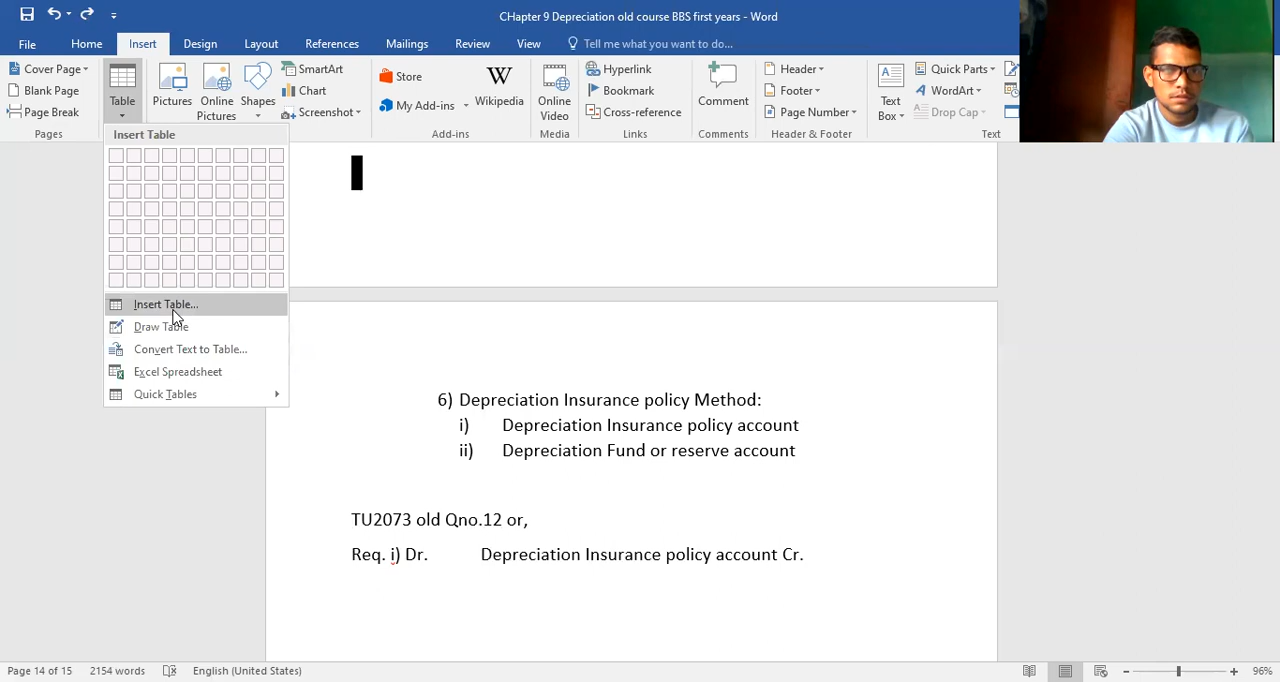 CHapter 9 Depreciation old course BBS first years - Word
File Home Insert Design Layout References Mailings Review View Tell me what you want to do...
Cover Page
Blank Page
Page Break
Pages
Table
Pictures
Online Pictures
Shapes
SmartArt
Chart
Screenshot
Store
My Add-ins
Wikipedia
Add-ins
Online Video
Media
Hyperlink
Bookmark
Cross-reference
Links
Comment
Comments
Header
Footer
Page Number
Header & Footer
Text Box
Quick Parts
WordArt
Drop Cap
Text
Insert Table
Insert Table...
Draw Table
Convert Text to Table...
Excel Spreadsheet
Quick Tables
6) Depreciation Insurance policy Method:
i) Depreciation Insurance policy account
ii) Depreciation Fund or reserve account
TU2073 old Qno.12 or,
Req. i) Dr. Depreciation Insurance policy account Cr.
Page 14 of 15 2154 words English (United States) 96%